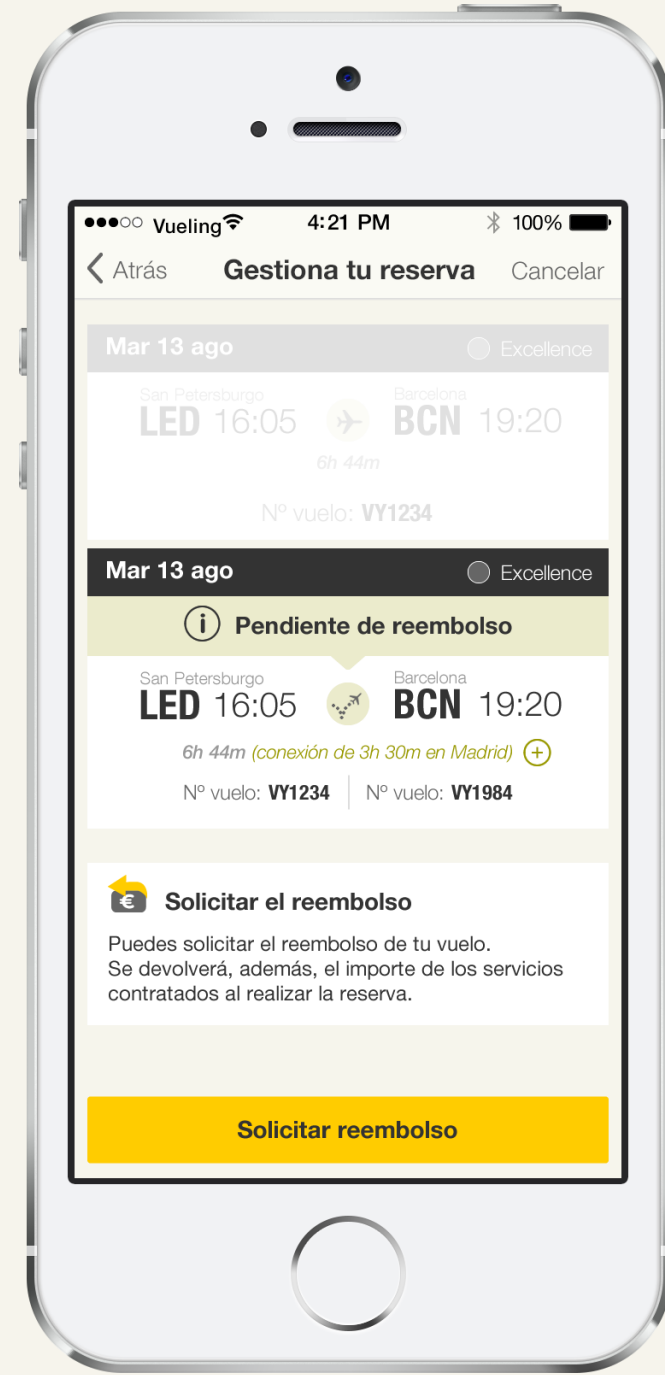 Vueling 4:21 PM 100%
Atrás Gestiona tu reserva Cancelar
Mar 13 ago Excellence
San Petersburgo Barcelona
LED 16:05 BCN 19:20
6h 44m
Nº vuelo: VY1234
Mar 13 ago Excellence
Pendiente de reembolso
San Petersburgo Barcelona
LED 16:05 BCN 19:20
6h 44m (conexión de 3h 30m en Madrid)
Nº vuelo: VY1234 Nº vuelo: VY1984
Solicitar el reembolso
Puedes solicitar el reembolso de tu vuelo.
Se devolverá, además, el importe de los servicios
contratados al realizar la reserva.
Solicitar reembolso